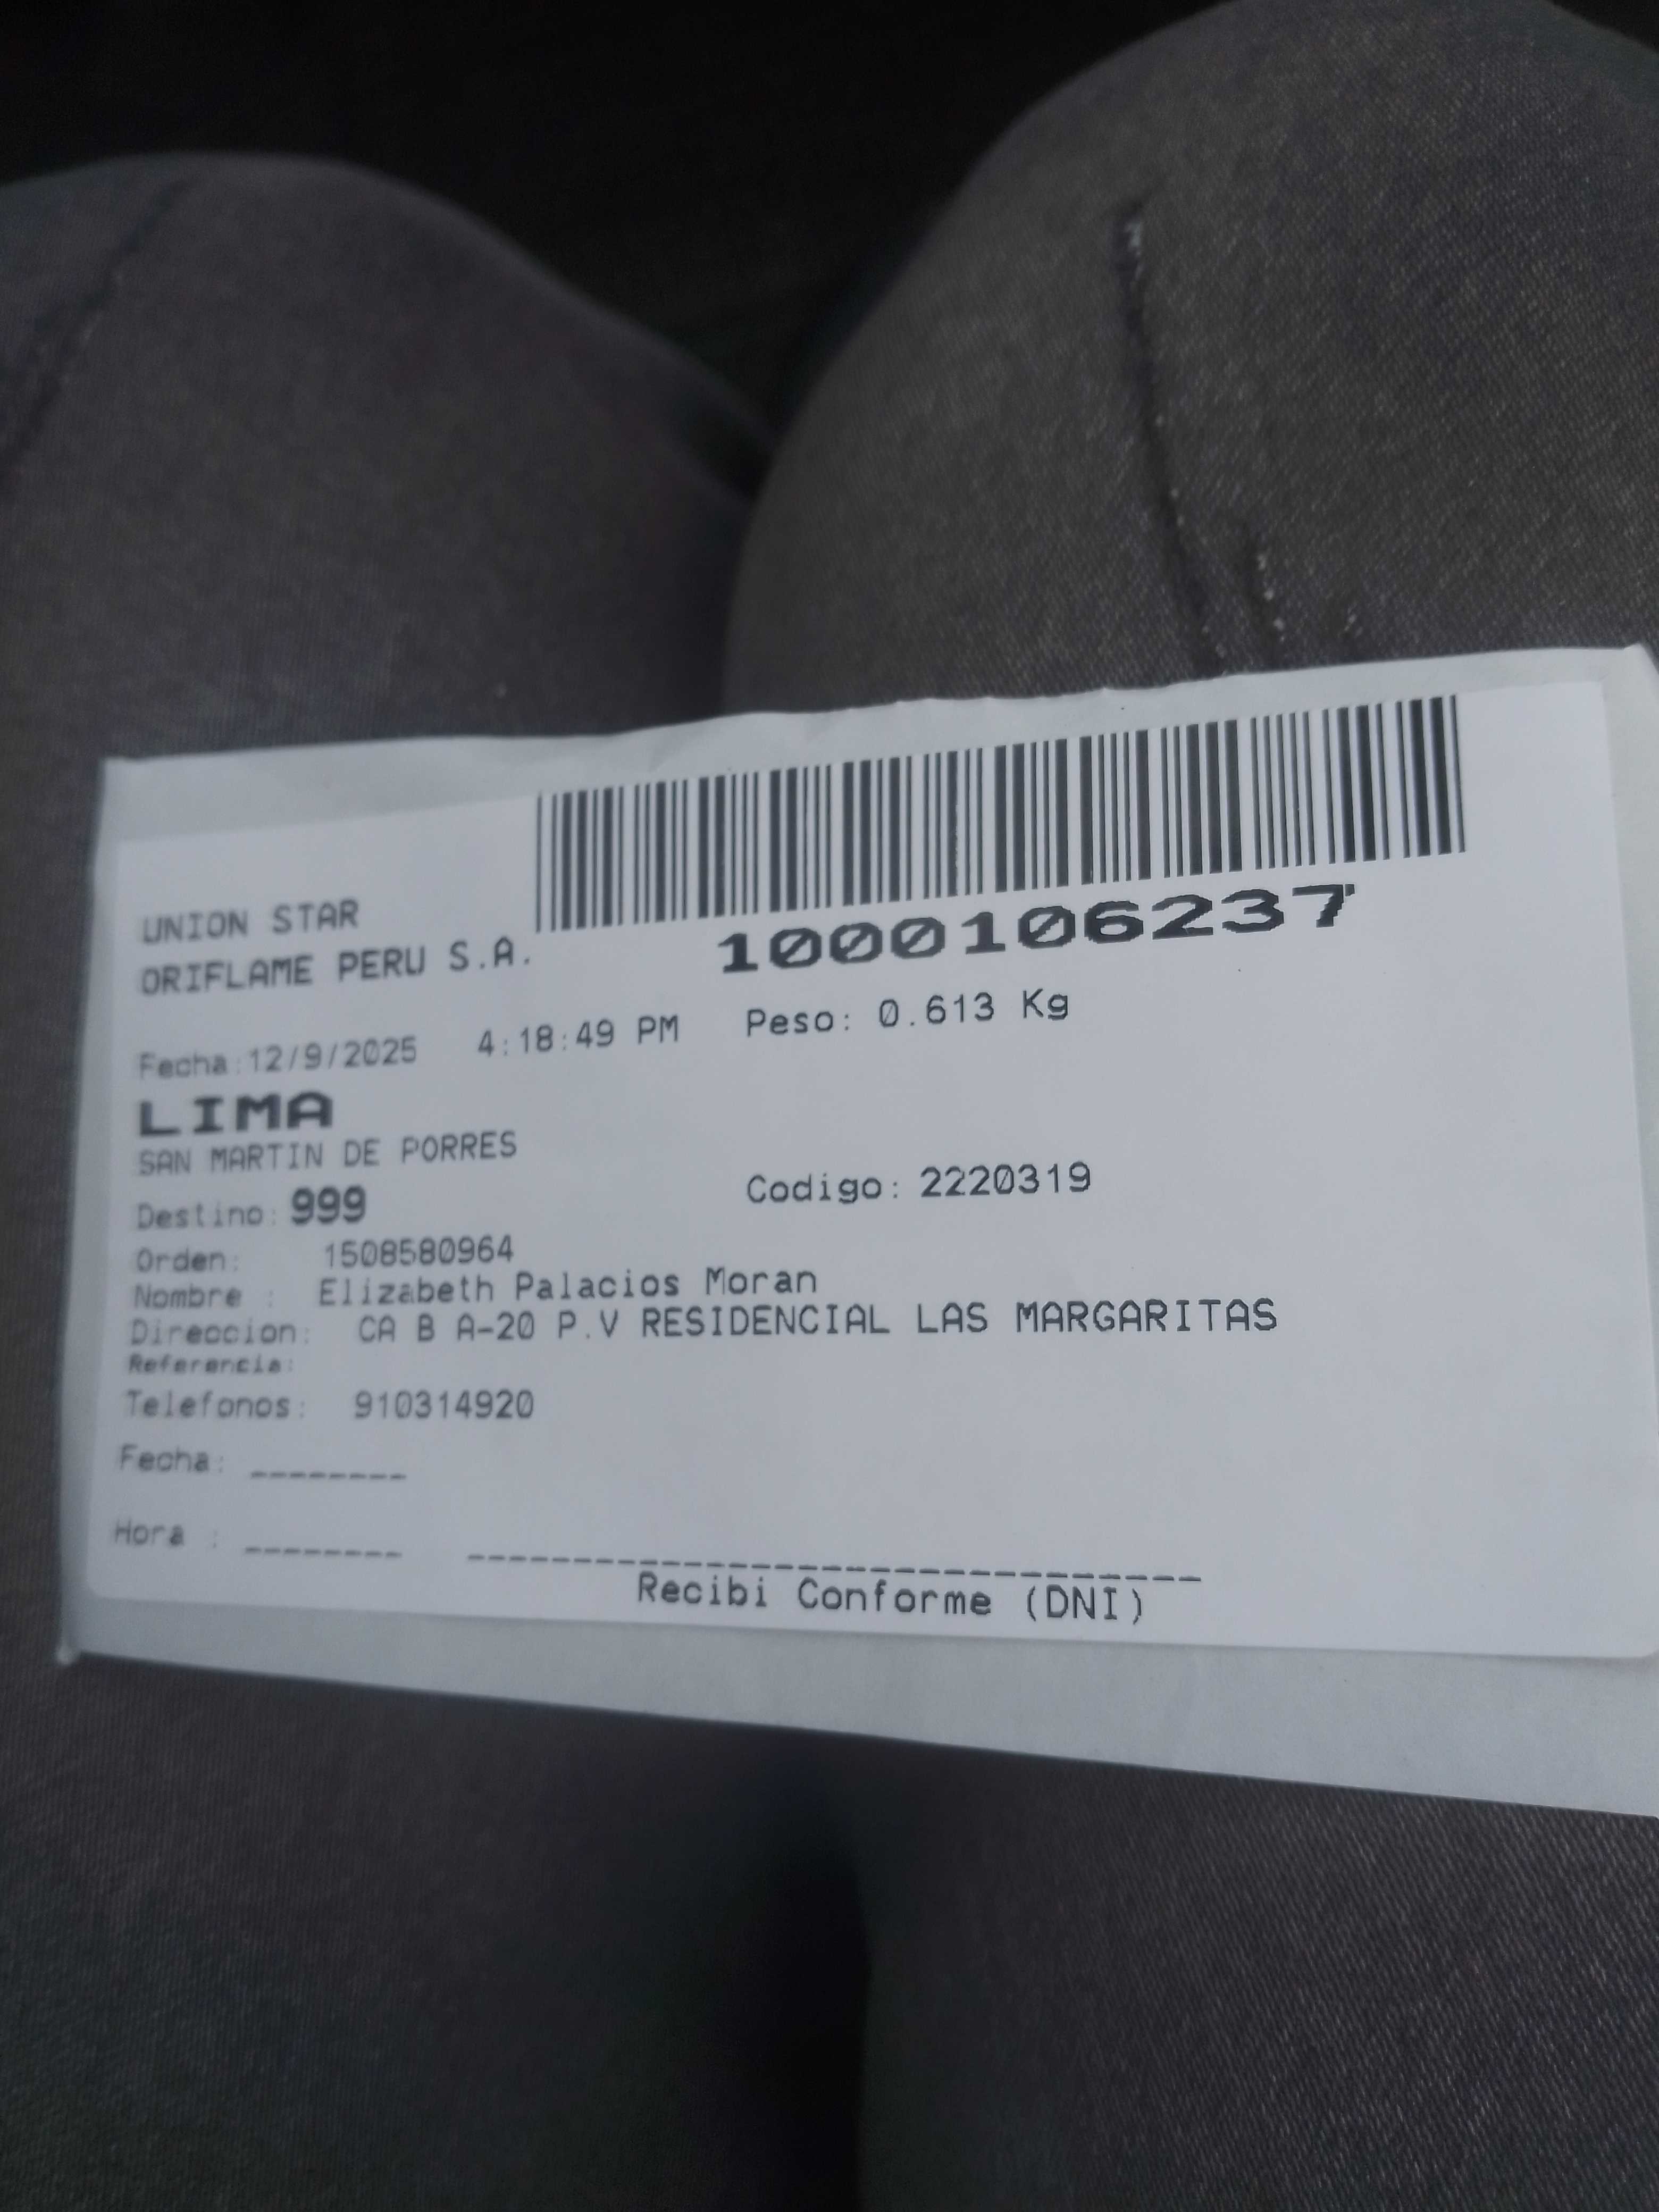 UNION STAR
ORIFLAME PERU S.A.
1000106237
Fecha:12/9/2025 4:18:49 PM Peso: 0.613 Kg
LIMA
SAN MARTIN DE PORRES
Destino: 999 Codigo: 2220319
Orden: 1508580964
Nombre : Elizabeth Palacios Moran
Direccion: CA B A-20 P.V RESIDENCIAL LAS MARGARITAS
Referencia:
Telefonos: 910314920
Fecha: ________
Hora : ________
Recibi Conforme (DNI)